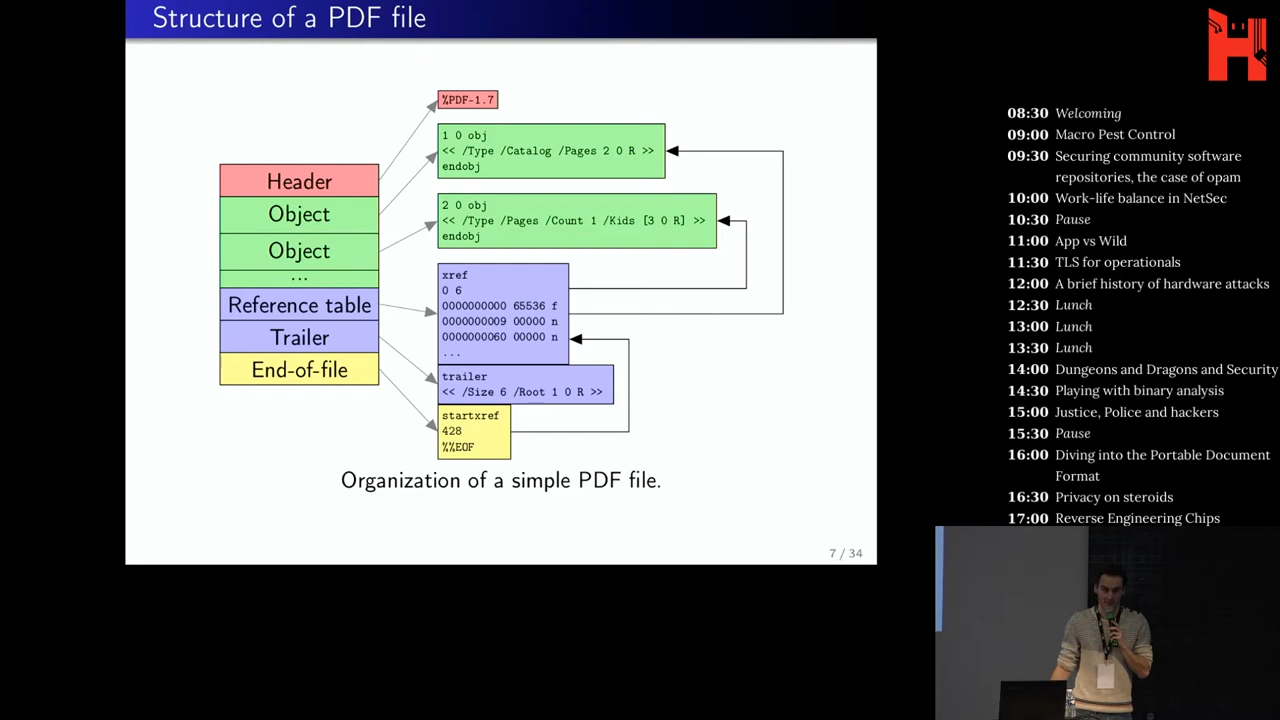 Structure of a PDF file
Header
Object
Object
...
Reference table
Trailer
End-of-file
%PDF-1.7
1 0 obj
<< /Type /Catalog /Pages 2 0 R >>
endobj
2 0 obj
<< /Type /Pages /Count 1 /Kids [3 0 R] >>
endobj
xref
0 6
0000000000 65536 f
0000000009 00000 n
0000000060 00000 n
...
trailer
<< /Size 6 /Root 1 0 R >>
startxref
428
%%EOF
Organization of a simple PDF file.
7 / 34
H
08:30 Welcoming
09:00 Macro Pest Control
09:30 Securing community software
repositories, the case of opam
10:00 Work-life balance in NetSec
10:30 Pause
11:00 App vs Wild
11:30 TLS for operationals
12:00 A brief history of hardware attacks
12:30 Lunch
13:00 Lunch
13:30 Lunch
14:00 Dungeons and Dragons and Security
14:30 Playing with binary analysis
15:00 Justice, Police and hackers
15:30 Pause
16:00 Diving into the Portable Document
Format
16:30 Privacy on steroids
17:00 Reverse Engineering Chips